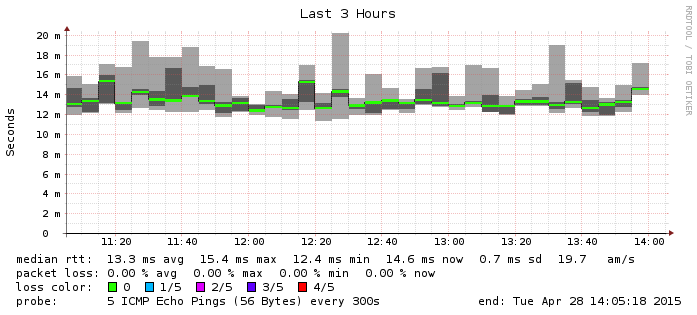 Last 3 Hours
RRDTOOL / TOBI OETIKER
Seconds
20 m
18 m
16 m
14 m
12 m
10 m
8 m
6 m
4 m
2 m
0
11:20 11:40 12:00 12:20 12:40 13:00 13:20 13:40 14:00
median rtt: 13.3 ms avg 15.4 ms max 12.4 ms min 14.6 ms now 0.7 ms sd 19.7 am/s
packet loss: 0.00 % avg 0.00 % max 0.00 % min 0.00 % now
loss color: 0 1/5 2/5 3/5 4/5
probe: 5 ICMP Echo Pings (56 Bytes) every 300s end: Tue Apr 28 14:05:18 2015